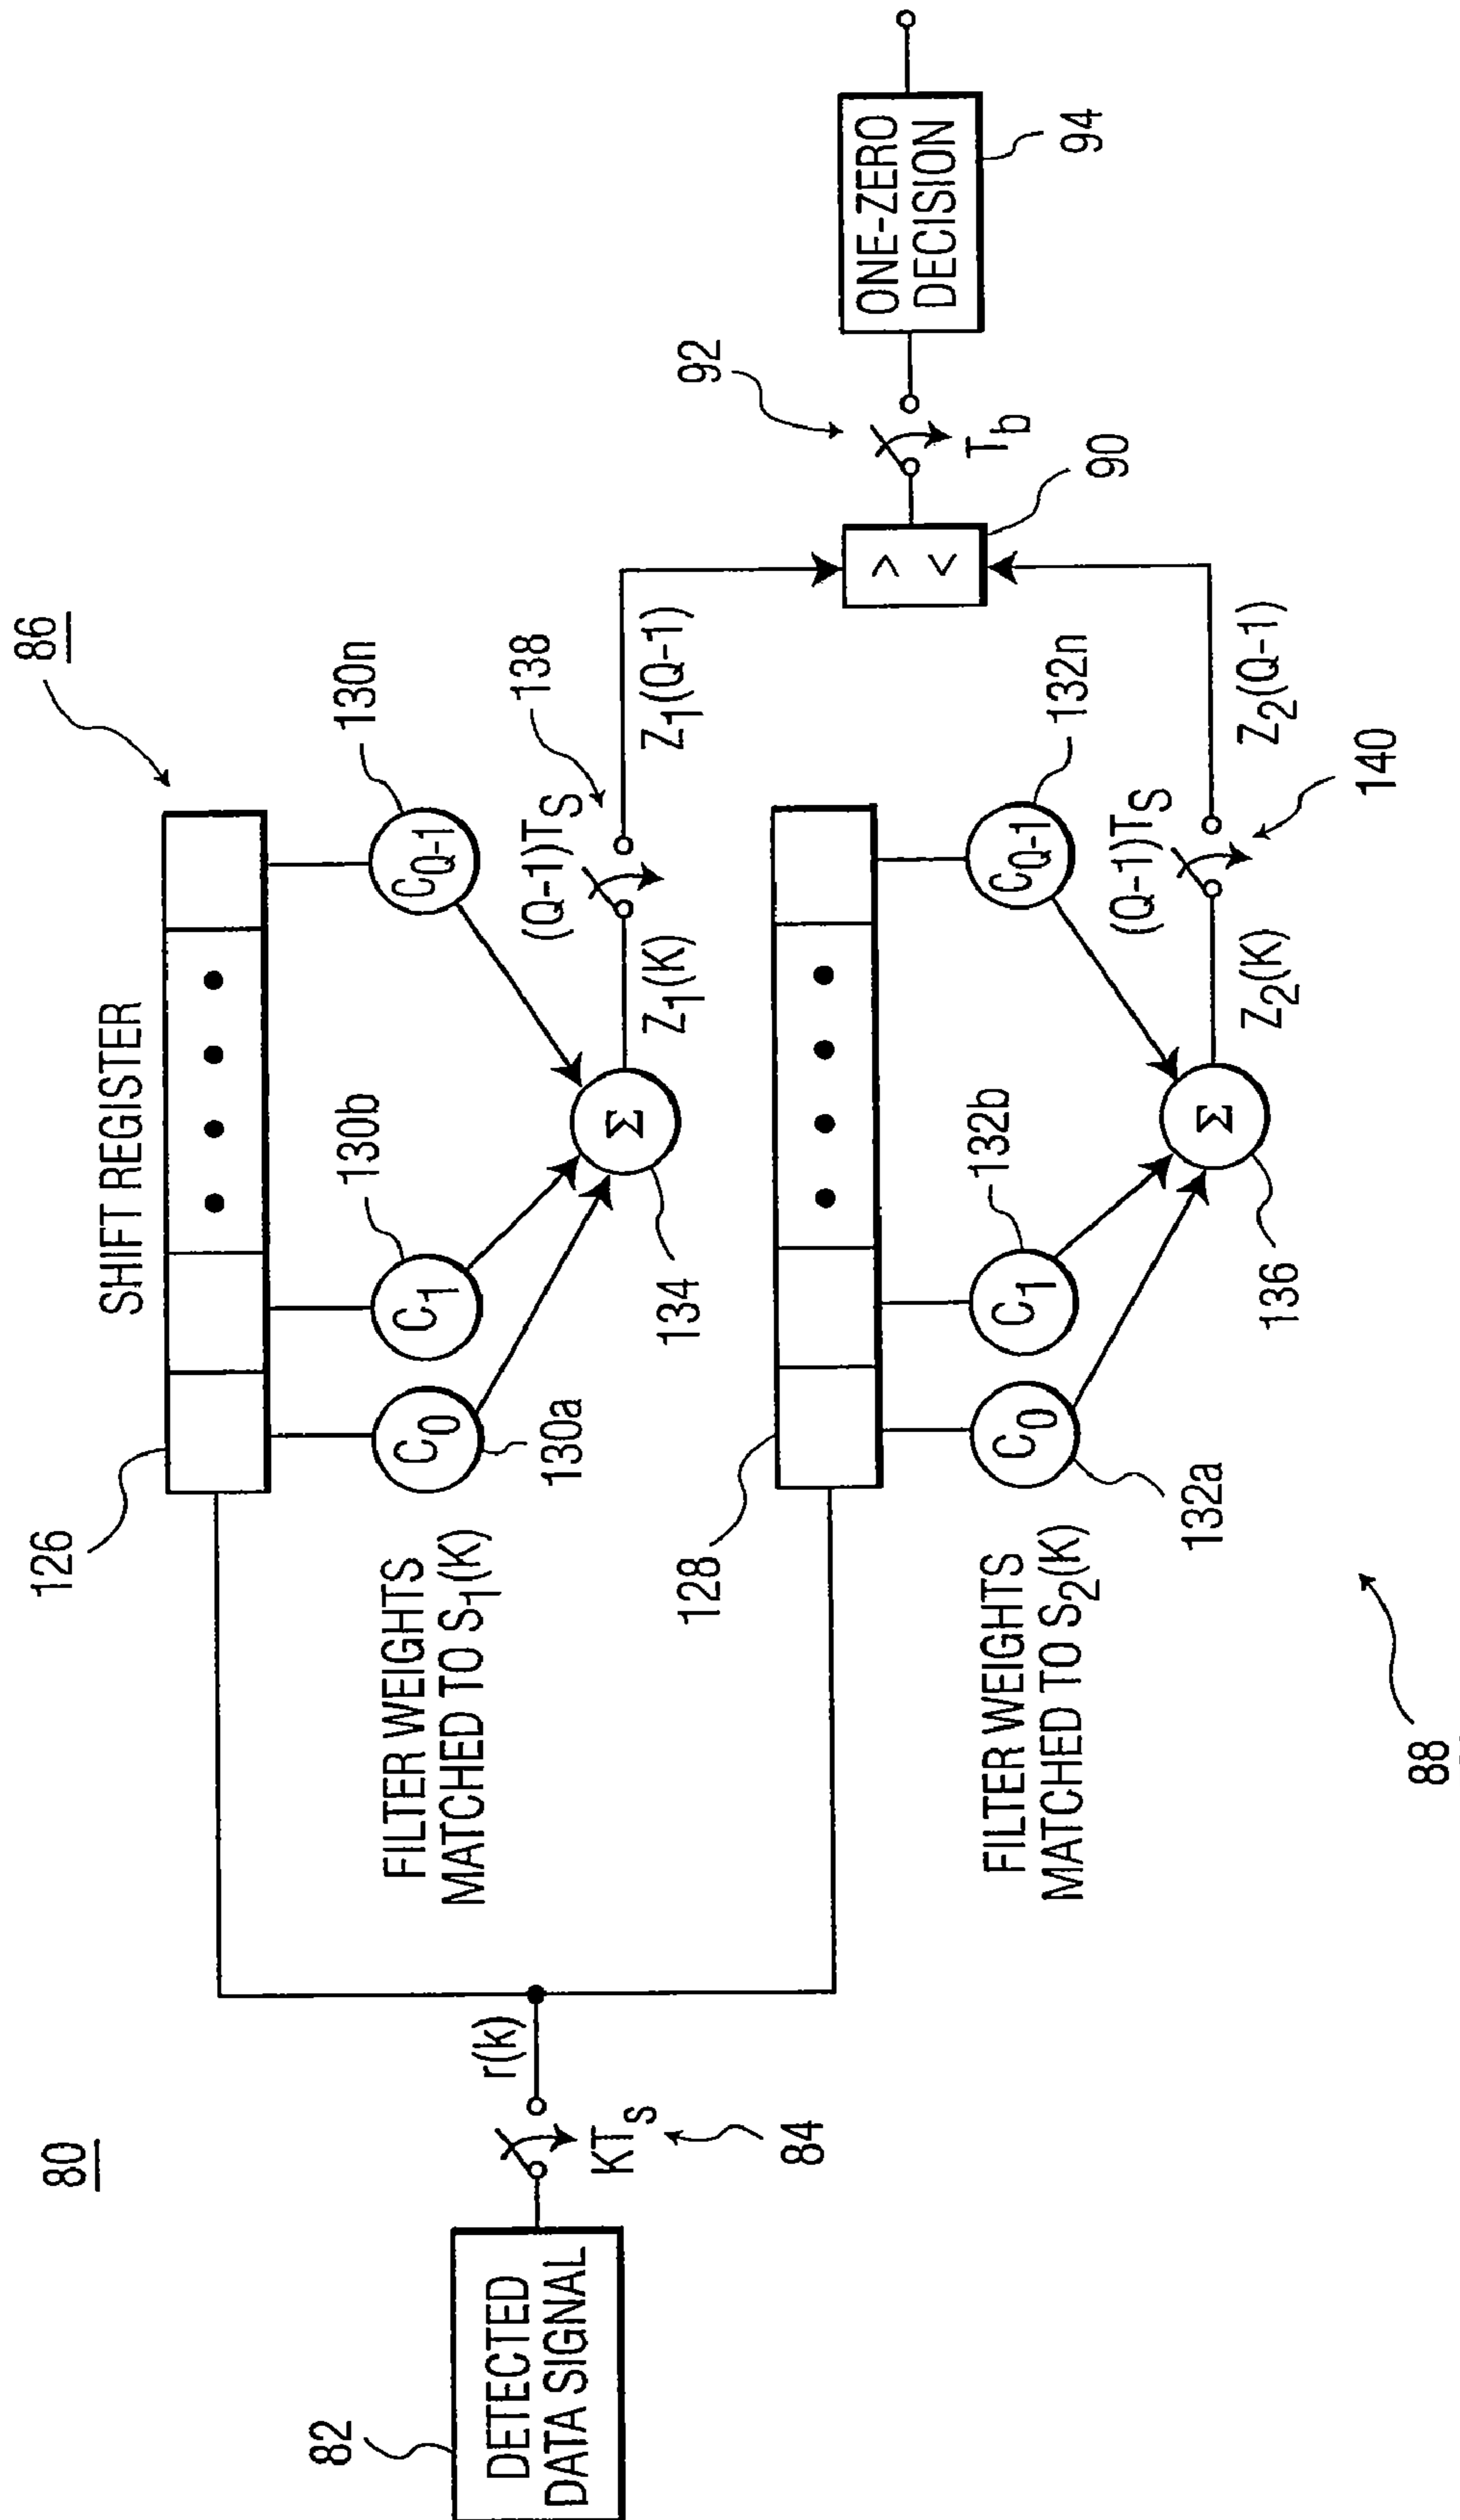 80
82
DETECTED
DATA SIGNAL
KTs
84
r(k)
86
126
SHIFT REGISTER
FILTER WEIGHTS
MATCHED TO S1(K)
C0
130a
C1
130b
CQ-1
130n
Σ
134
Z1(K)
(Q-1)TS
138
Z1(Q-1)
128
FILTER WEIGHTS
MATCHED TO S2(K)
C0
132a
C1
132b
CQ-1
132n
Σ
136
Z2(K)
(Q-1)TS
140
Z2(Q-1)
88
> <
90
92
Tb
ONE-ZERO
DECISION
94